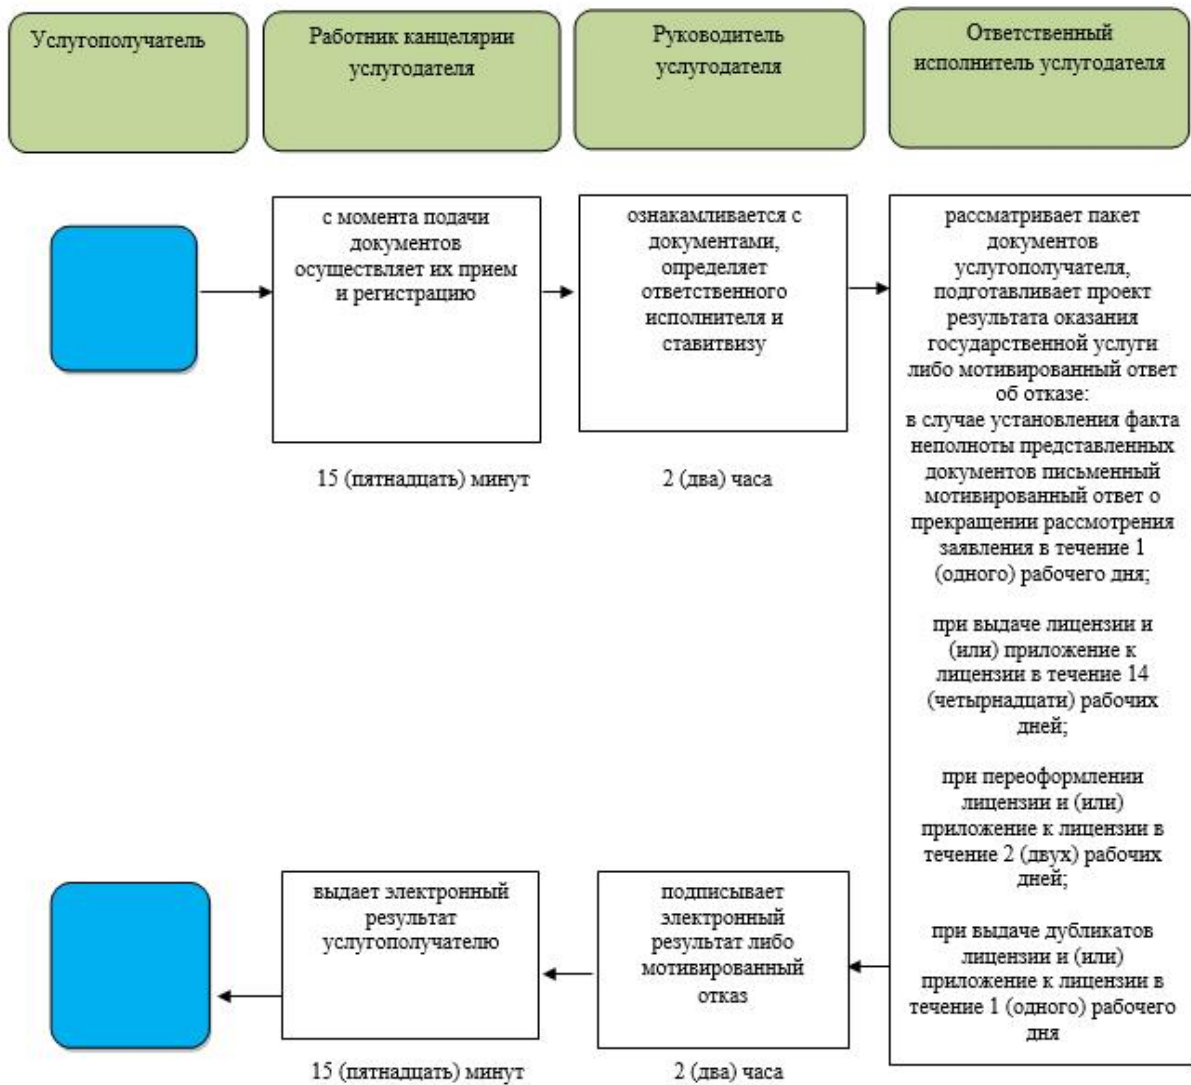 Услугополучатель
Работник канцелярии
услугодателя
Руководитель
услугодателя
Ответственный
исполнитель услугодателя
с момента подачи
документов
осуществляет их прием
и регистрацию
15 (пятнадцать) минут
ознакамливается с
документами,
определяет
ответственного
исполнителя и
ставитвизу
2 (два) часа
рассматривает пакет
документов
услугополучателя,
подготавливает проект
результата оказания
государственной услуги
либо мотивированный ответ
об отказе:
в случае установления факта
неполноты представленных
документов письменный
мотивированный ответ о
прекращении рассмотрения
заявления в течение 1
(одного) рабочего дня;
при выдаче лицензии и
(или) приложение к
лицензии в течение 14
(четырнадцати) рабочих
дней;
при переоформлении
лицензии и (или)
приложение к лицензии в
течение 2 (двух) рабочих
дней;
при выдаче дубликатов
лицензии и (или)
приложение к лицензии в
течение 1 (одного) рабочего
дня
подписывает
электронный
результат либо
мотивированный
отказ
2 (два) часа
выдает электронный
результат
услугополучателю
15 (пятнадцать) минут